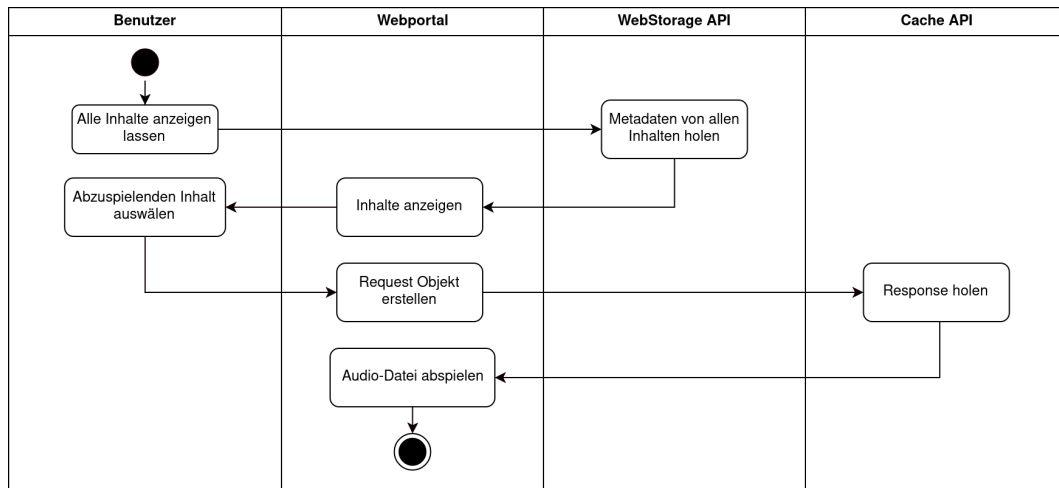 Benutzer
Webportal
WebStorage API
Cache API
Alle Inhalte anzeigen
lassen
Metadaten von allen
Inhalten holen
Abzuspielenden Inhalt
auswälen
Inhalte anzeigen
Request Objekt
erstellen
Response holen
Audio-Datei abspielen